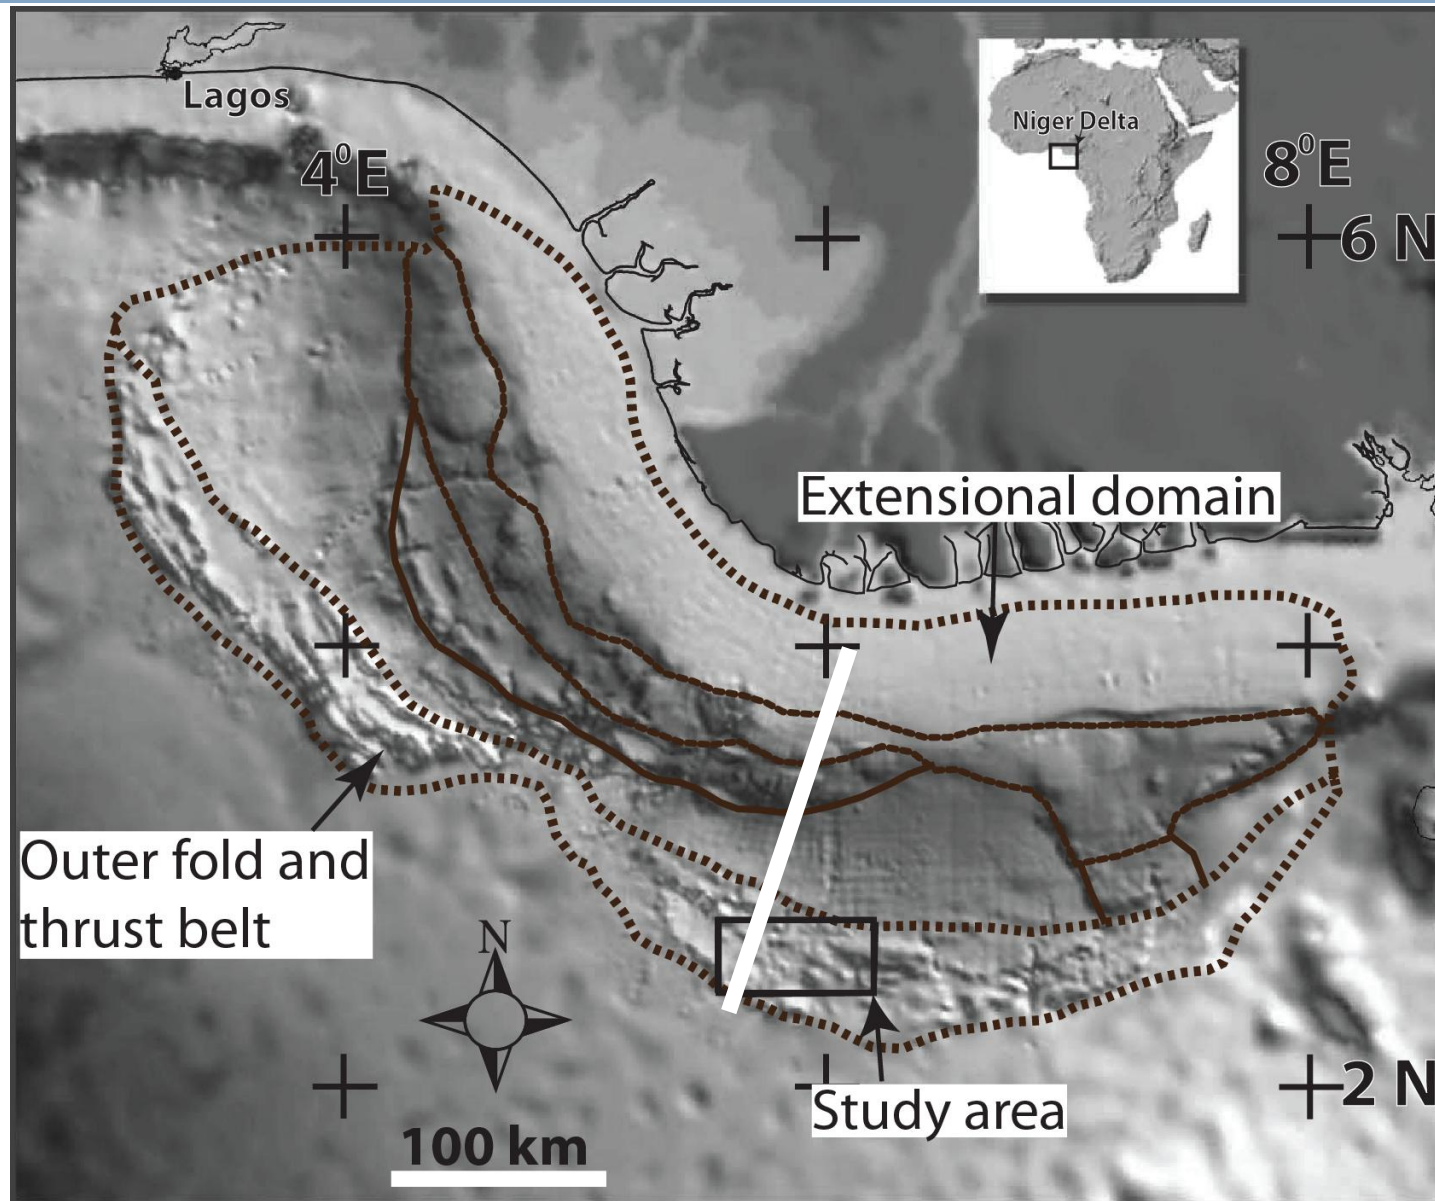 Lagos
Niger Delta
4⁰E
8⁰E
6 N
Extensional domain
Outer fold and
thrust belt
N
2 N
Study area
100 km